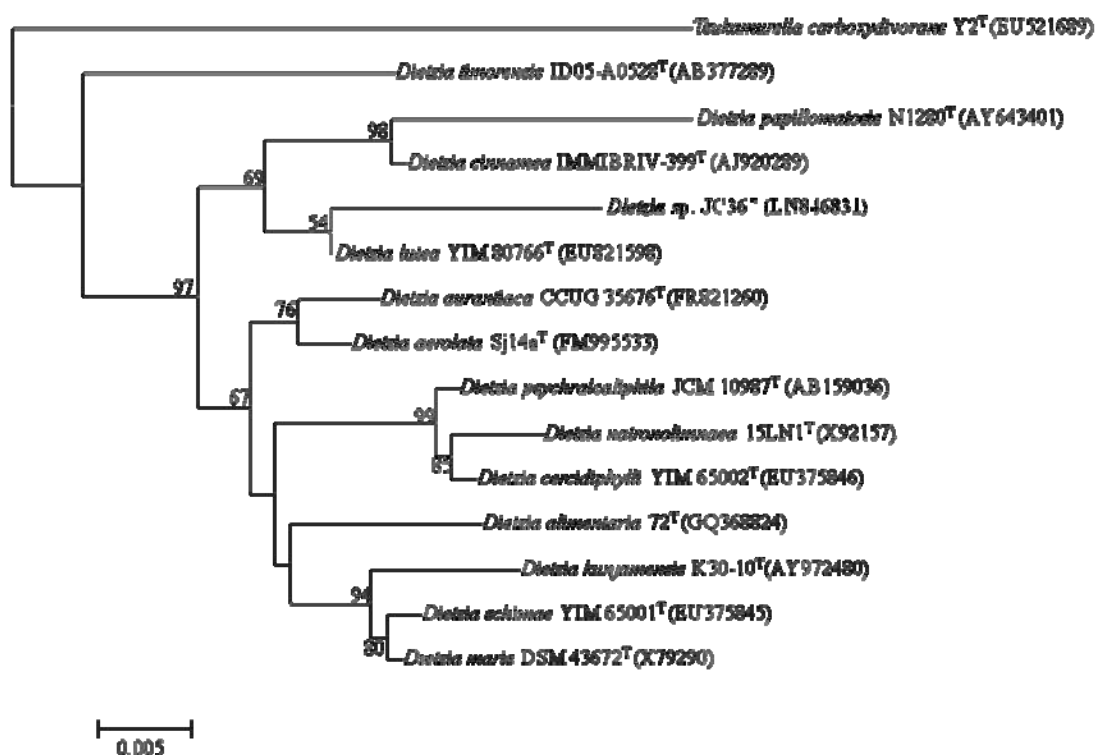 Tsukamurella carboxydivorans Y2ᵀ (EU521689)
Dietzia timorensis ID05-A0528ᵀ (AB377289)
Dietzia papillomatosis N1280ᵀ (AY643401)
98
Dietzia cinnamea IMMIBRIV-399ᵀ (AJ920289)
69
Dietzia sp. JC36" (LN846831)
54
Dietzia lutea YIM 80766ᵀ (EU821598)
97
Dietzia aurantiaca CCUG 35676ᵀ (FR821260)
76
Dietzia aerolata Sj14aᵀ (FM995533)
67
Dietzia psychralcaliphila JCM 10987ᵀ (AB159036)
99
Dietzia natronolimnaea 15LN1ᵀ (X92157)
Dietzia cercidiphylli YIM 65002ᵀ (EU375846)
Dietzia alimentaria 72ᵀ (GQ368824)
Dietzia kunjamensis K30-10ᵀ (AY972480)
94
Dietzia schimae YIM 65001ᵀ (EU375845)
80
Dietzia maris DSM 43672ᵀ (X79290)
0.005